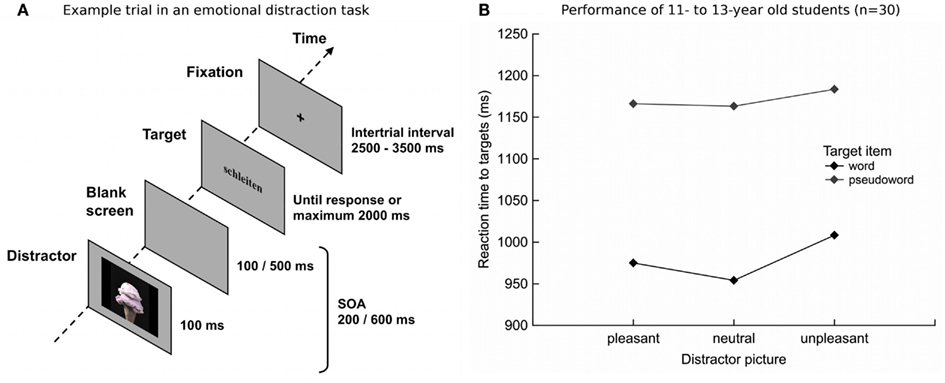 A
Example trial in an emotional distraction task
Time
Fixation
Intertrial interval
2500 - 3500 ms
Target
schleiten
Until response or
maximum 2000 ms
Blank
screen
100 / 500 ms
Distractor
100 ms
SOA
200 / 600 ms
B
Performance of 11- to 13-year old students (n=30)
Reaction time to targets (ms)
1250
1200
1150
1100
1050
1000
950
900
Target item
word
pseudoword
pleasant
neutral
unpleasant
Distractor picture